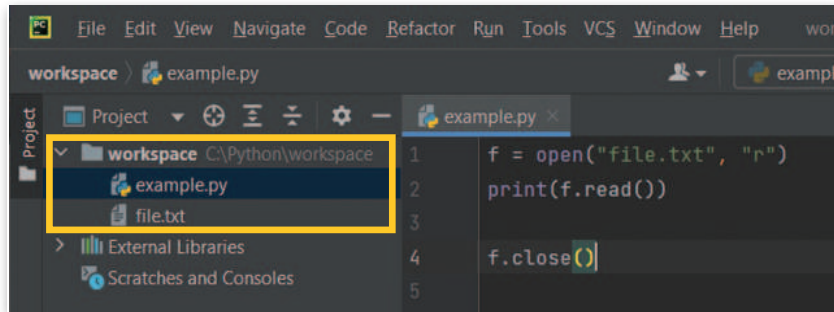 PC File Edit View Navigate Code Refactor Run Tools VCS Window Help wor
workspace example.py exampl
Project
Project example.py
workspace C:\Python\workspace
example.py
file.txt
External Libraries
Scratches and Consoles
1 f = open("file.txt", "r")
2 print(f.read())
3
4 f.close()
5